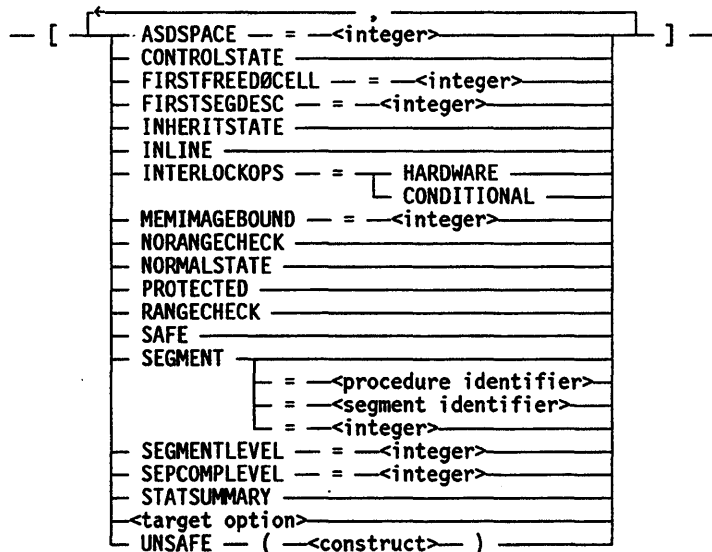 ,
[ ASDSPACE = <integer> ]
CONTROLSTATE
FIRSTFREEDØCELL = <integer>
FIRSTSEGDESC = <integer>
INHERITSTATE
INLINE
INTERLOCKOPS = HARDWARE
CONDITIONAL
MEMIMAGEBOUND = <integer>
NORANGECHECK
NORMALSTATE
PROTECTED
RANGECHECK
SAFE
SEGMENT
= <procedure identifier>
= <segment identifier>
= <integer>
SEGMENTLEVEL = <integer>
SEPCOMPLEVEL = <integer>
STATSUMMARY
<target option>
UNSAFE ( <construct> )